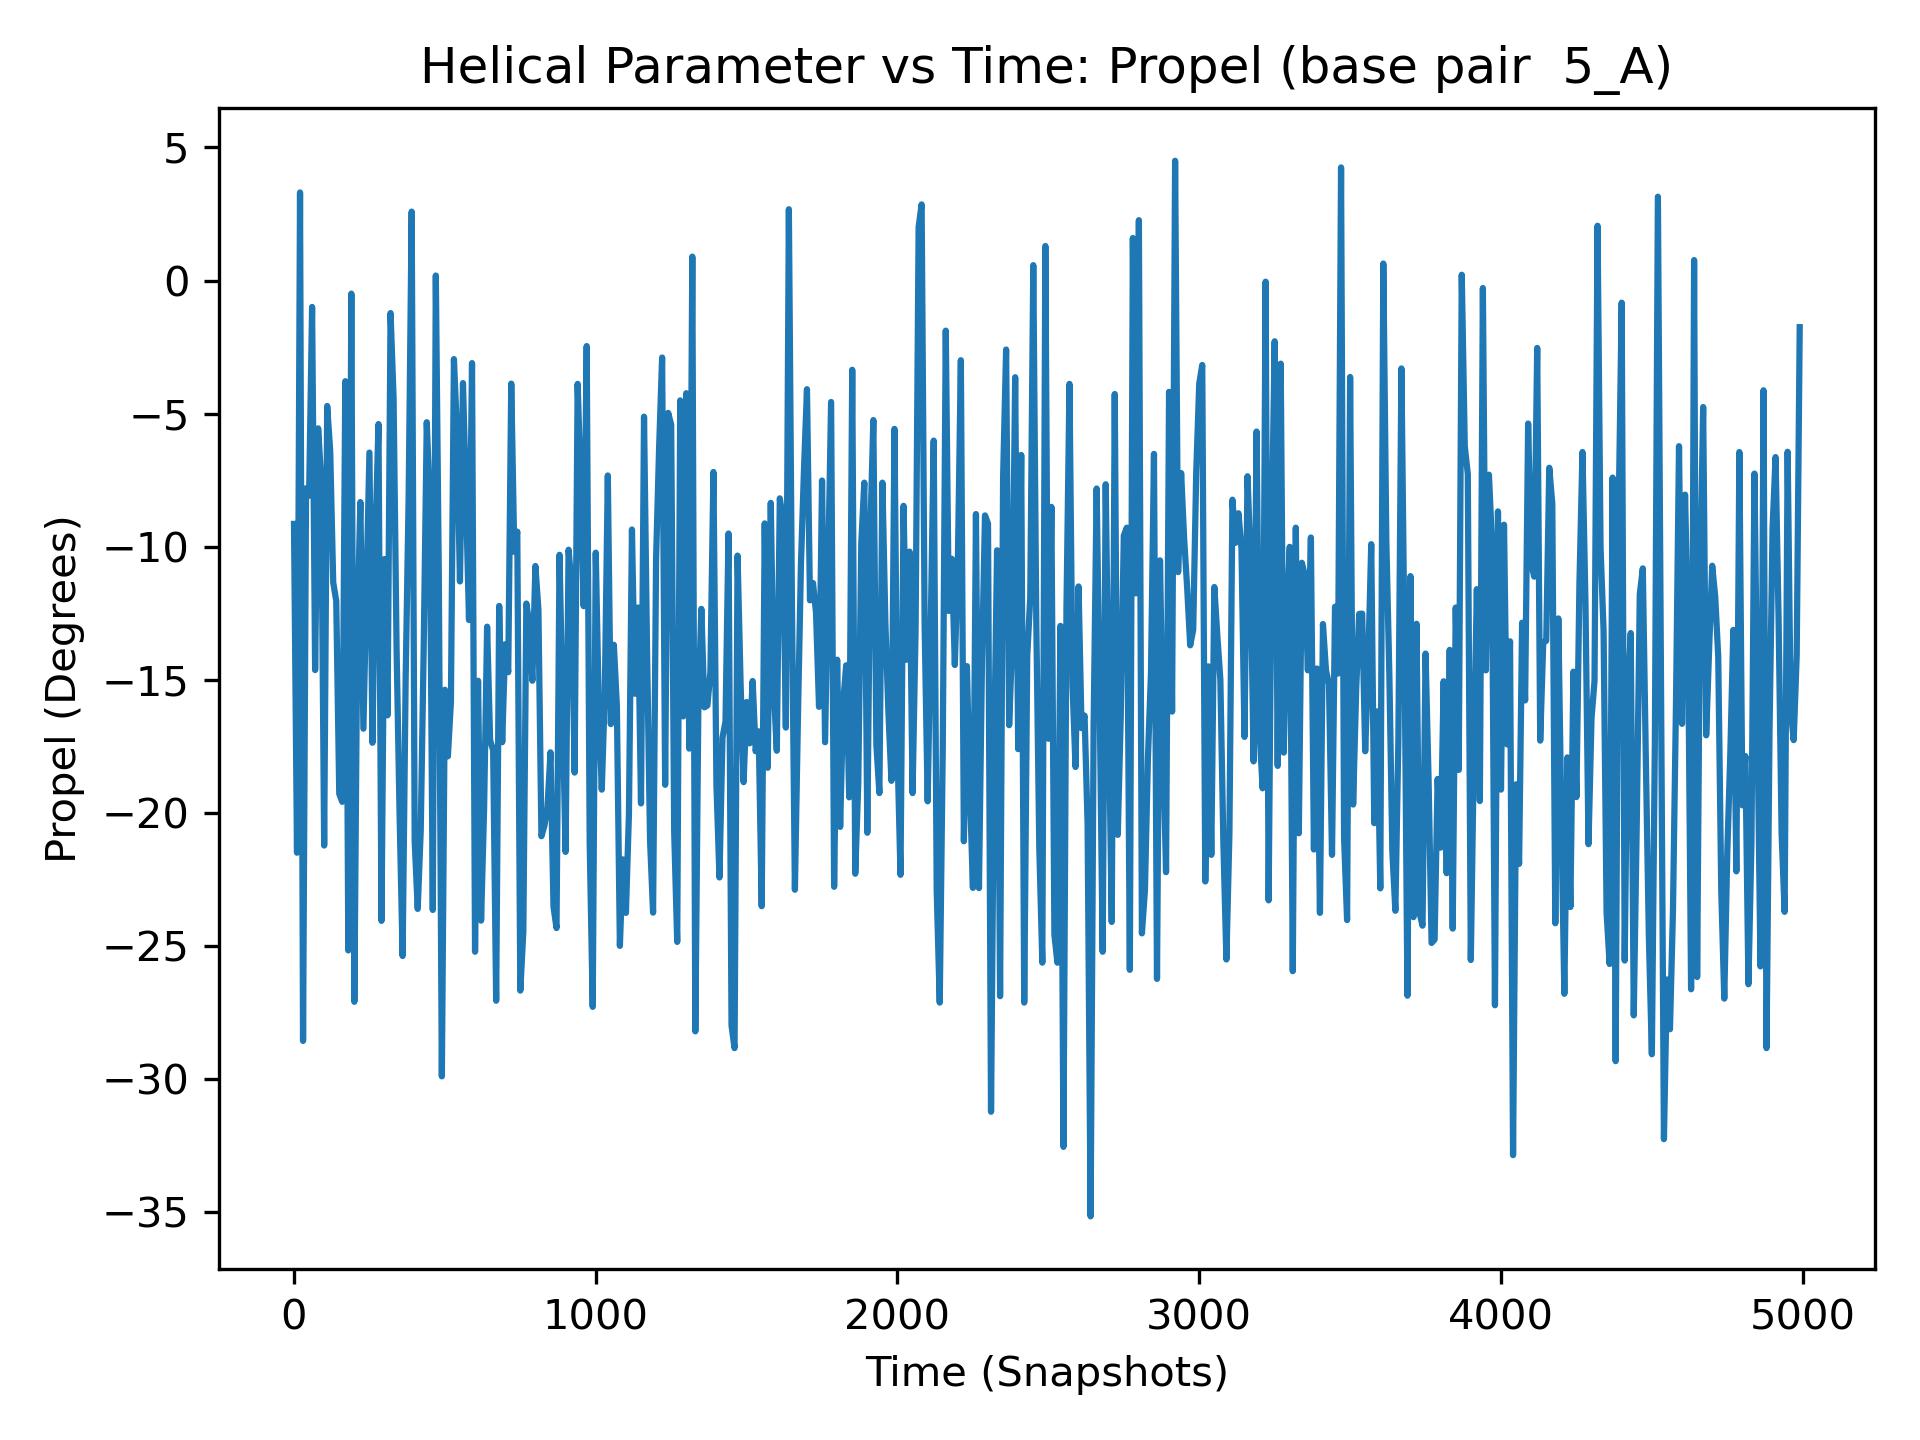 Helical Parameter vs Time: Propel (base pair  5_A)
5
0
−5
−10
−15
−20
−25
−30
−35
Propel (Degrees)
0 1000 2000 3000 4000 5000
Time (Snapshots)